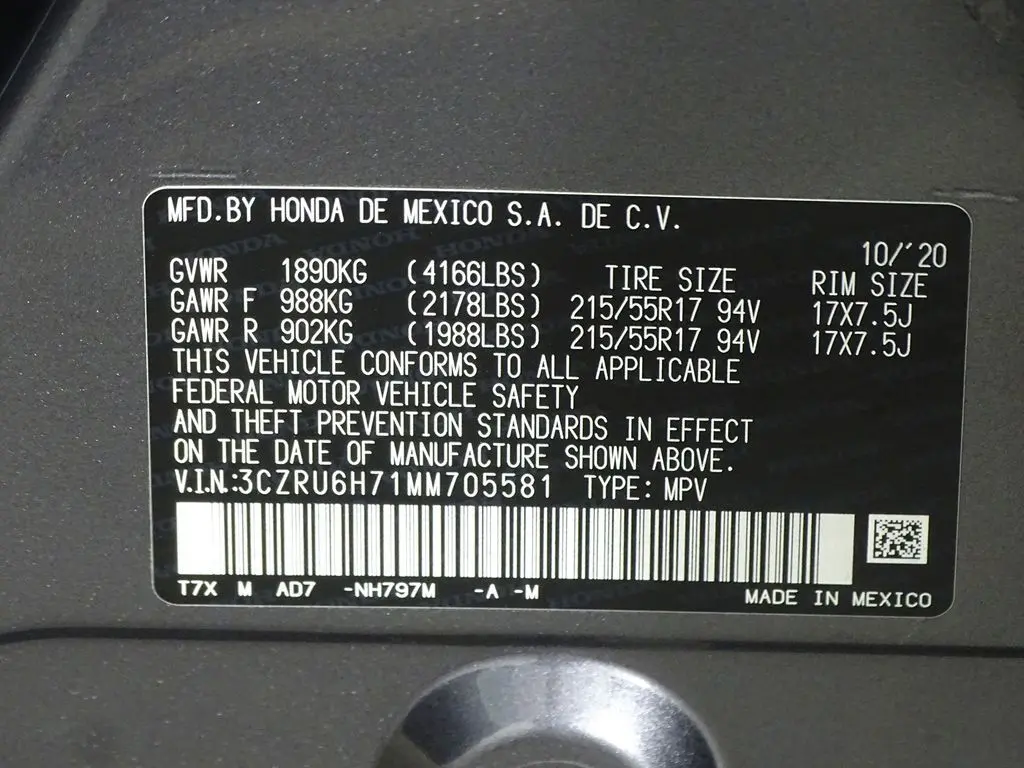 MFD.BY HONDA DE MEXICO S.A. DE C.V.
10/'20
GVWR 1890KG (4166LBS) TIRE SIZE RIM SIZE
GAWR F 988KG (2178LBS) 215/55R17 94V 17X7.5J
GAWR R 902KG (1988LBS) 215/55R17 94V 17X7.5J
THIS VEHICLE CONFORMS TO ALL APPLICABLE
FEDERAL MOTOR VEHICLE SAFETY
AND THEFT PREVENTION STANDARDS IN EFFECT
ON THE DATE OF MANUFACTURE SHOWN ABOVE.
V.I.N.:3CZRU6H71MM705581 TYPE: MPV
T7X M AD7 -NH797M -A -M MADE IN MEXICO